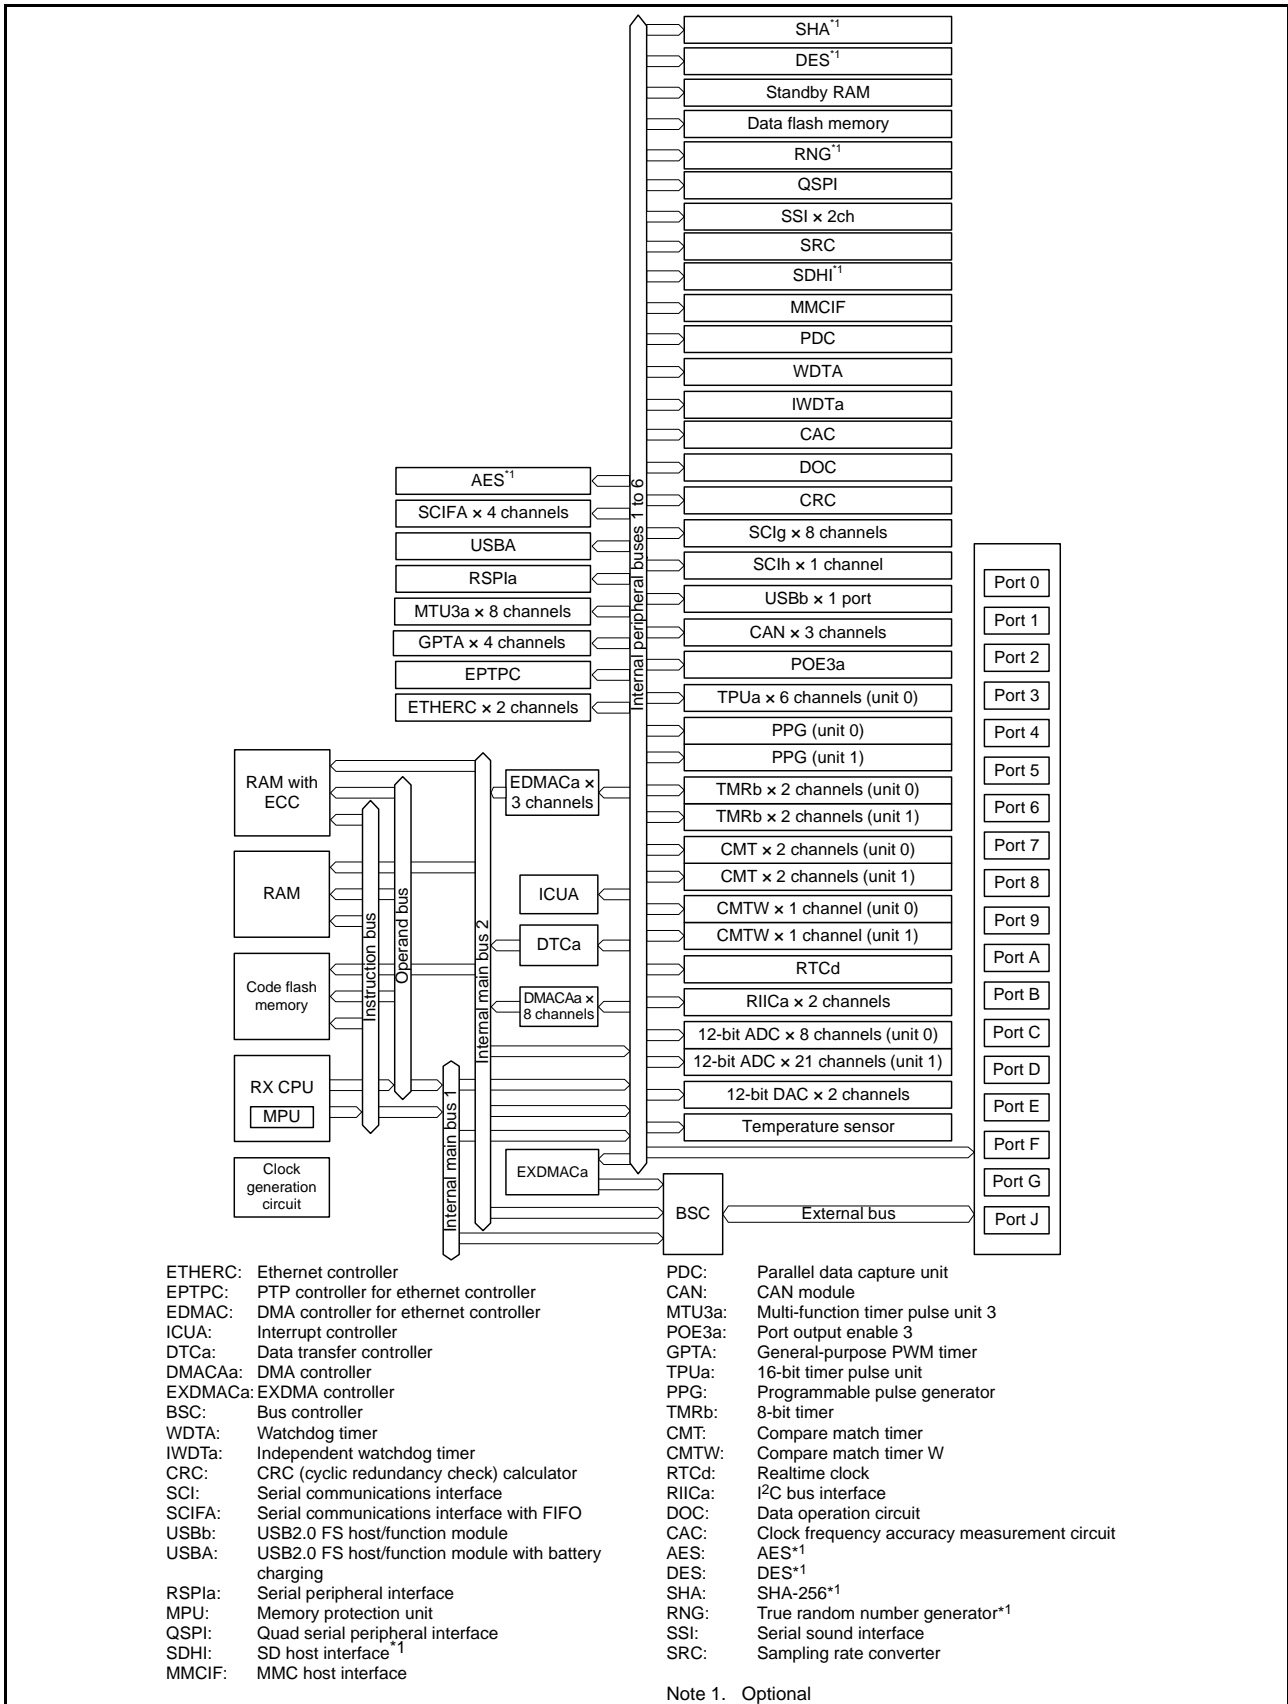 SHA*1
DES*1
Standby RAM
Data flash memory
RNG*1
QSPI
SSI × 2ch
SRC
SDHI*1
MMCIF
PDC
WDTA
IWDTa
CAC
DOC
CRC
SCIg × 8 channels
SCIh × 1 channel
USBb × 1 port
CAN × 3 channels
POE3a
TPUa × 6 channels (unit 0)
PPG (unit 0)
PPG (unit 1)
TMRb × 2 channels (unit 0)
TMRb × 2 channels (unit 1)
CMT × 2 channels (unit 0)
CMT × 2 channels (unit 1)
CMTW × 1 channel (unit 0)
CMTW × 1 channel (unit 1)
RTCd
RIICa × 2 channels
12-bit ADC × 8 channels (unit 0)
12-bit ADC × 21 channels (unit 1)
12-bit DAC × 2 channels
Temperature sensor
Internal peripheral buses 1 to 6
AES*1
SCIFA × 4 channels
USBA
RSPIa
MTU3a × 8 channels
GPTA × 4 channels
EPTPC
ETHERC × 2 channels
RAM with
ECC
RAM
Code flash
memory
RX CPU
MPU
Clock
generation
circuit
Instruction bus
Operand bus
Internal main bus 1
Internal main bus 2
EDMACa ×
3 channels
ICUA
DTCa
DMACAa ×
8 channels
EXDMACa
BSC
External bus
Port 0
Port 1
Port 2
Port 3
Port 4
Port 5
Port 6
Port 7
Port 8
Port 9
Port A
Port B
Port C
Port D
Port E
Port F
Port G
Port J
ETHERC: Ethernet controller
EPTPC: PTP controller for ethernet controller
EDMAC: DMA controller for ethernet controller
ICUA: Interrupt controller
DTCa: Data transfer controller
DMACAa: DMA controller
EXDMACa: EXDMA controller
BSC: Bus controller
WDTA: Watchdog timer
IWDTa: Independent watchdog timer
CRC: CRC (cyclic redundancy check) calculator
SCI: Serial communications interface
SCIFA: Serial communications interface with FIFO
USBb: USB2.0 FS host/function module
USBA: USB2.0 FS host/function module with battery
charging
RSPIa: Serial peripheral interface
MPU: Memory protection unit
QSPI: Quad serial peripheral interface
SDHI: SD host interface*1
MMCIF: MMC host interface
PDC: Parallel data capture unit
CAN: CAN module
MTU3a: Multi-function timer pulse unit 3
POE3a: Port output enable 3
GPTA: General-purpose PWM timer
TPUa: 16-bit timer pulse unit
PPG: Programmable pulse generator
TMRb: 8-bit timer
CMT: Compare match timer
CMTW: Compare match timer W
RTCd: Realtime clock
RIICa: I2C bus interface
DOC: Data operation circuit
CAC: Clock frequency accuracy measurement circuit
AES: AES*1
DES: DES*1
SHA: SHA-256*1
RNG: True random number generator*1
SSI: Serial sound interface
SRC: Sampling rate converter
Note 1. Optional